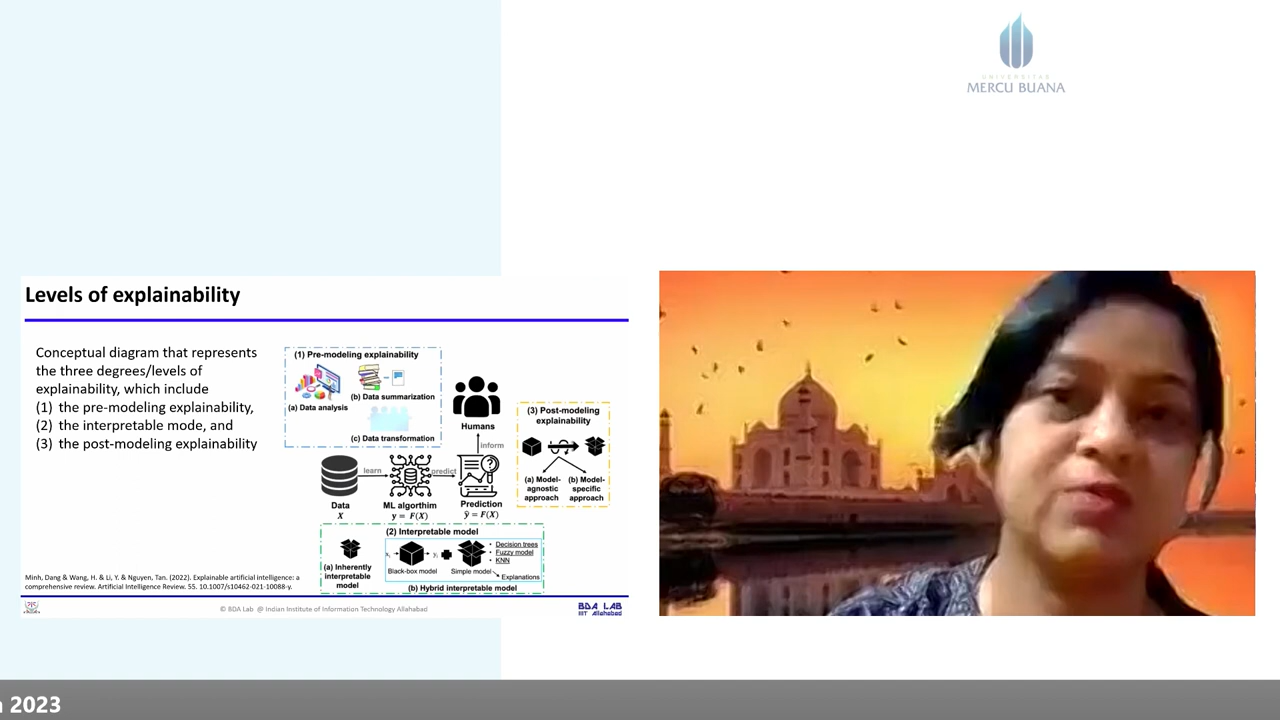 UNIVERSITAS
MERCU BUANA
Levels of explainability
Conceptual diagram that represents
the three degrees/levels of
explainability, which include
(1) the pre-modeling explainability,
(2) the interpretable mode, and
(3) the post-modeling explainability
(1) Pre-modeling explainability
(a) Data analysis
(b) Data summarization
(c) Data transformation
Humans
inform
(3) Post-modeling
explainability
(a) Model-
agnostic
approach
(b) Model-
specific
approach
learn
predict
Data
X
ML algorthim
y = F(X)
Prediction
ŷ = F(X)
(2) Interpretable model
(a) Inherently
interpretable
model
Black-box model
Simple model
• Decision trees
• Fuzzy model
• KNN
Explanations
(b) Hybrid interpretable model
Minh, Dang & Wang, H. & Li, Y. & Nguyen, Tan. (2022). Explainable artificial intelligence: a
comprehensive review. Artificial Intelligence Review. 55. 10.1007/s10462-021-10088-y.
© BDA Lab @ Indian Institute of Information Technology Allahabad
BDA LAB
IIIT Allahabad
2023